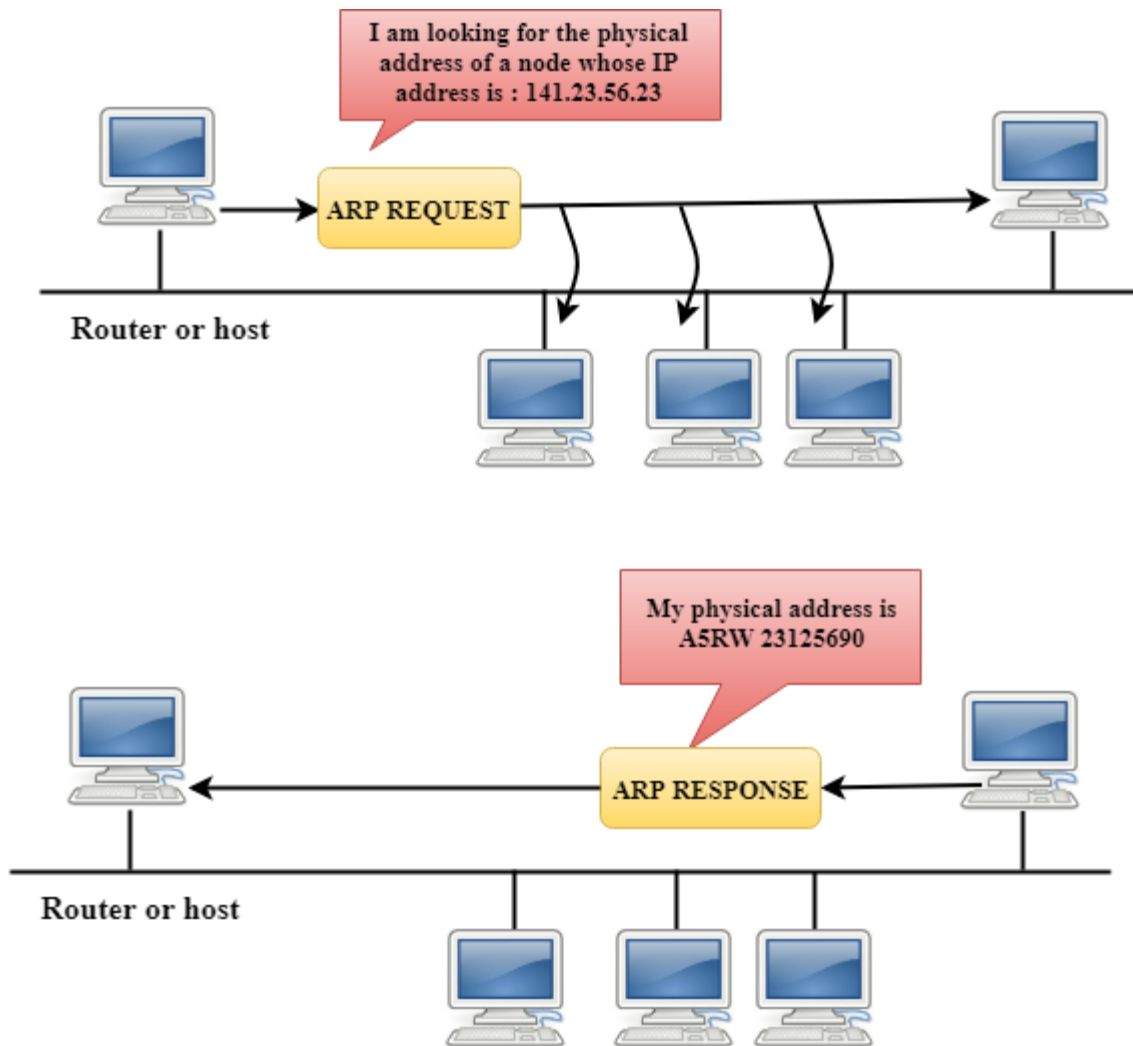 I am looking for the physical
address of a node whose IP
address is : 141.23.56.23
ARP REQUEST
Router or host
My physical address is
A5RW 23125690
ARP RESPONSE
Router or host